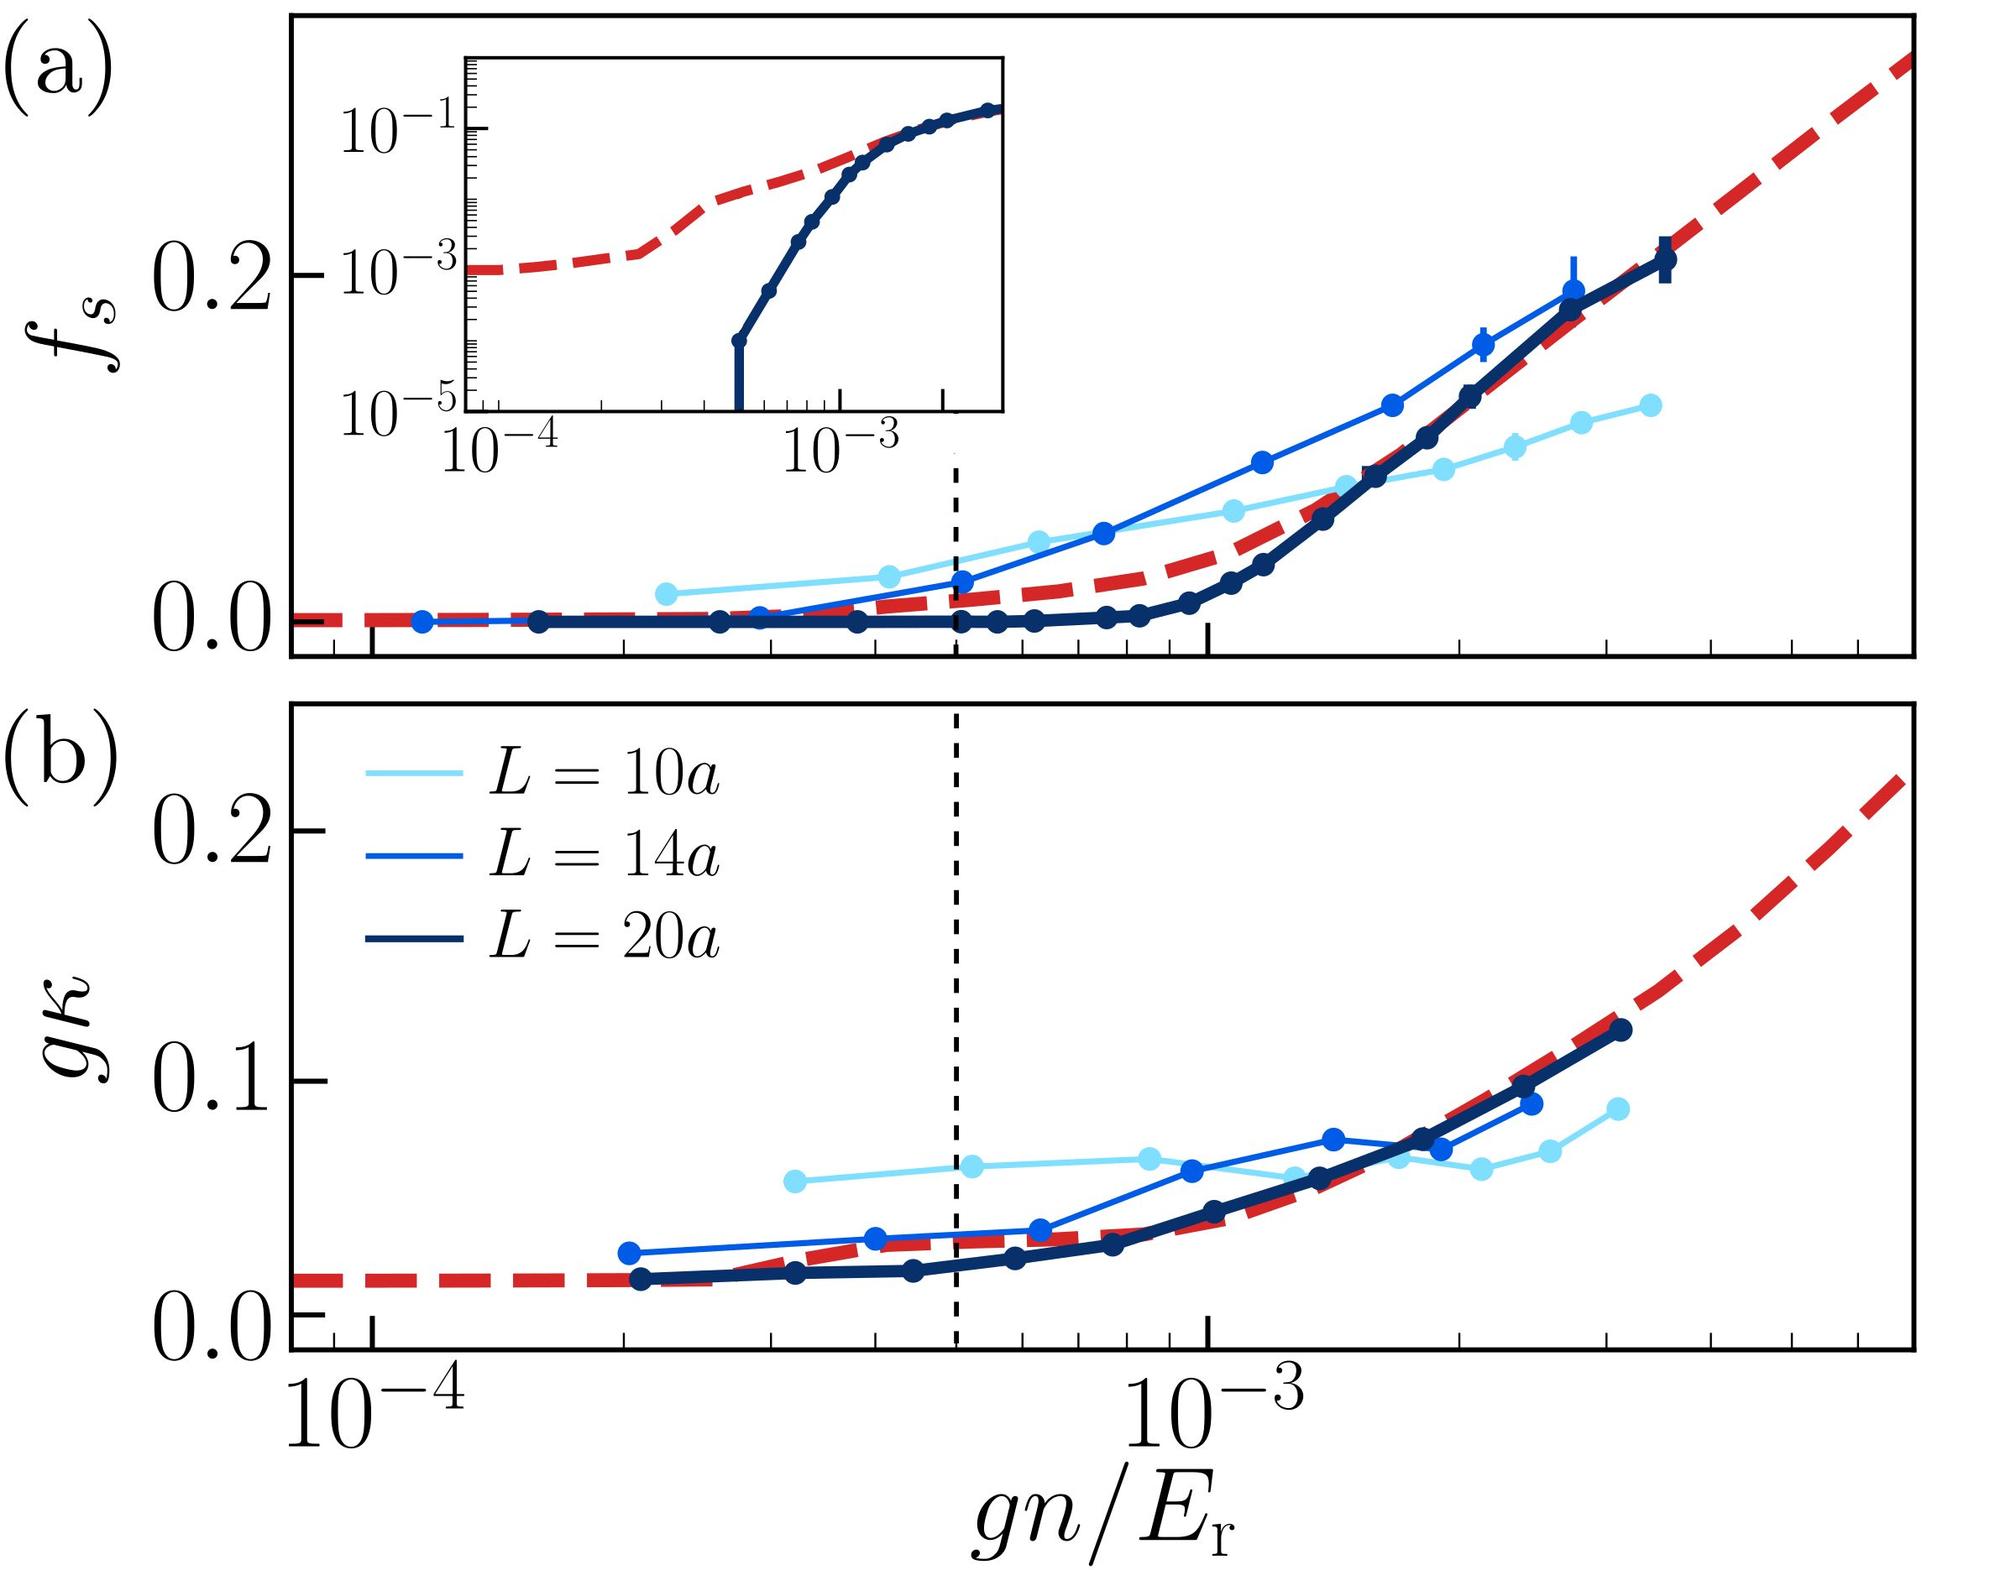 (a)
f_s
0.2
0.0
10^{-1}
10^{-3}
10^{-5}
10^{-4}
10^{-3}
(b)
gκ
0.2
0.1
0.0
L = 10a
L = 14a
L = 20a
10^{-4}
10^{-3}
gn/E_r